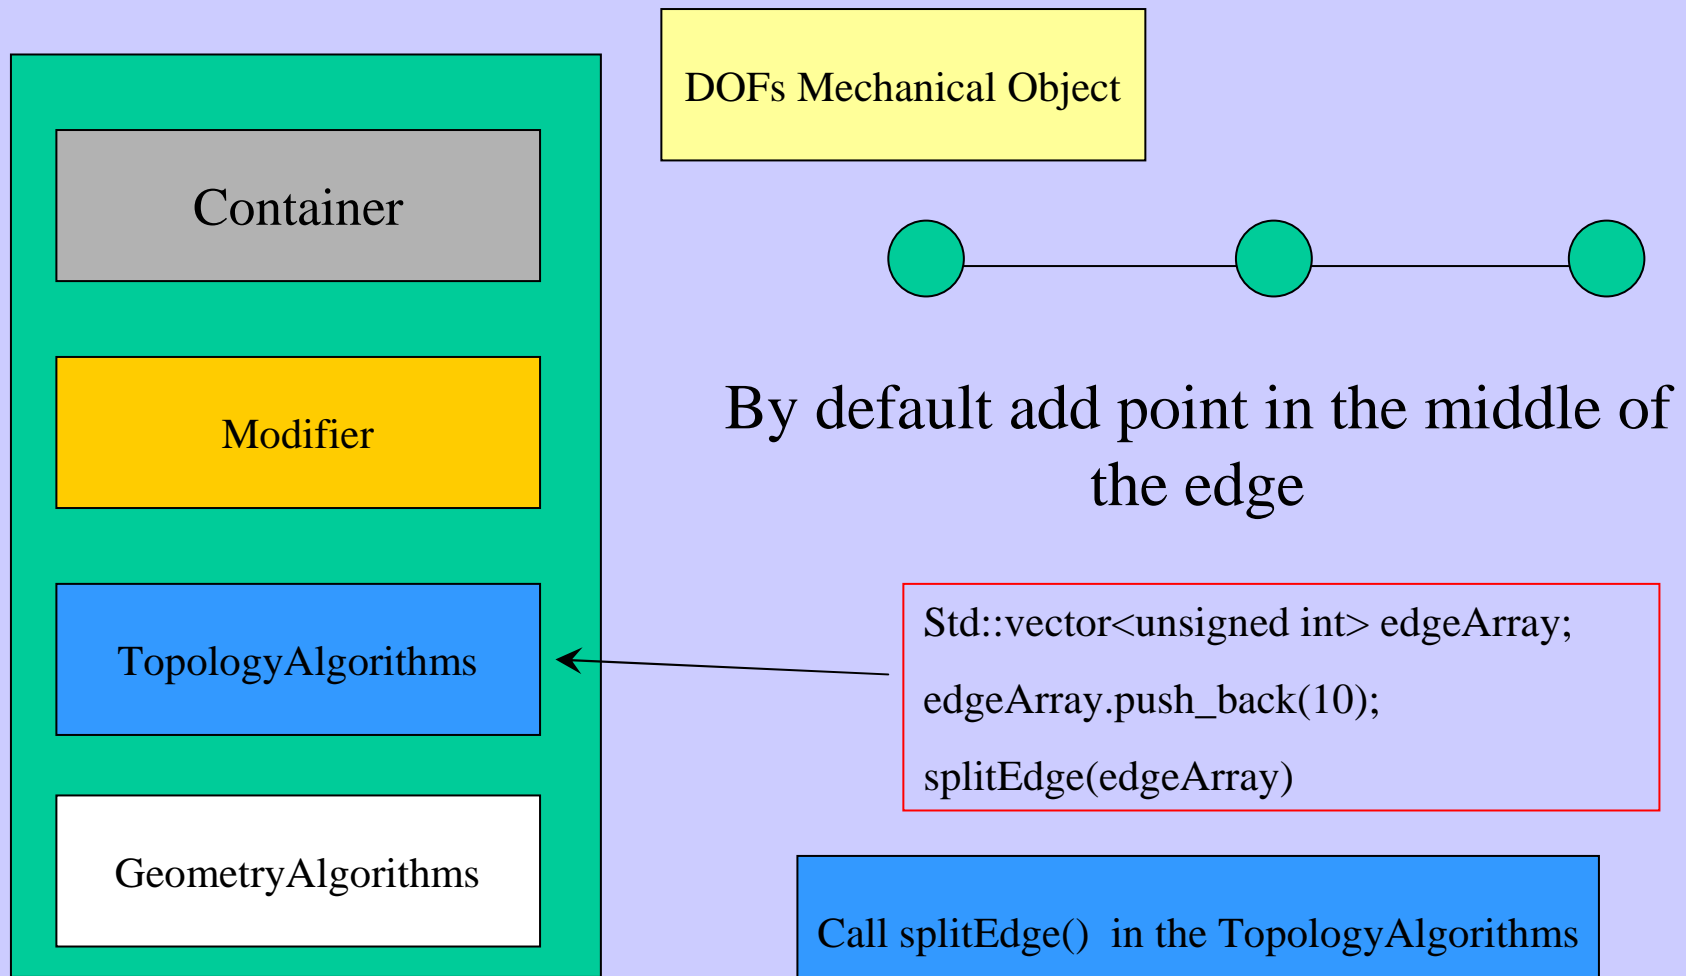 DOFs Mechanical Object
Container
Modifier
TopologyAlgorithms
GeometryAlgorithms
By default add point in the middle of
the edge
Std::vector<unsigned int> edgeArray;
edgeArray.push_back(10);
splitEdge(edgeArray)
Call splitEdge()  in the TopologyAlgorithms